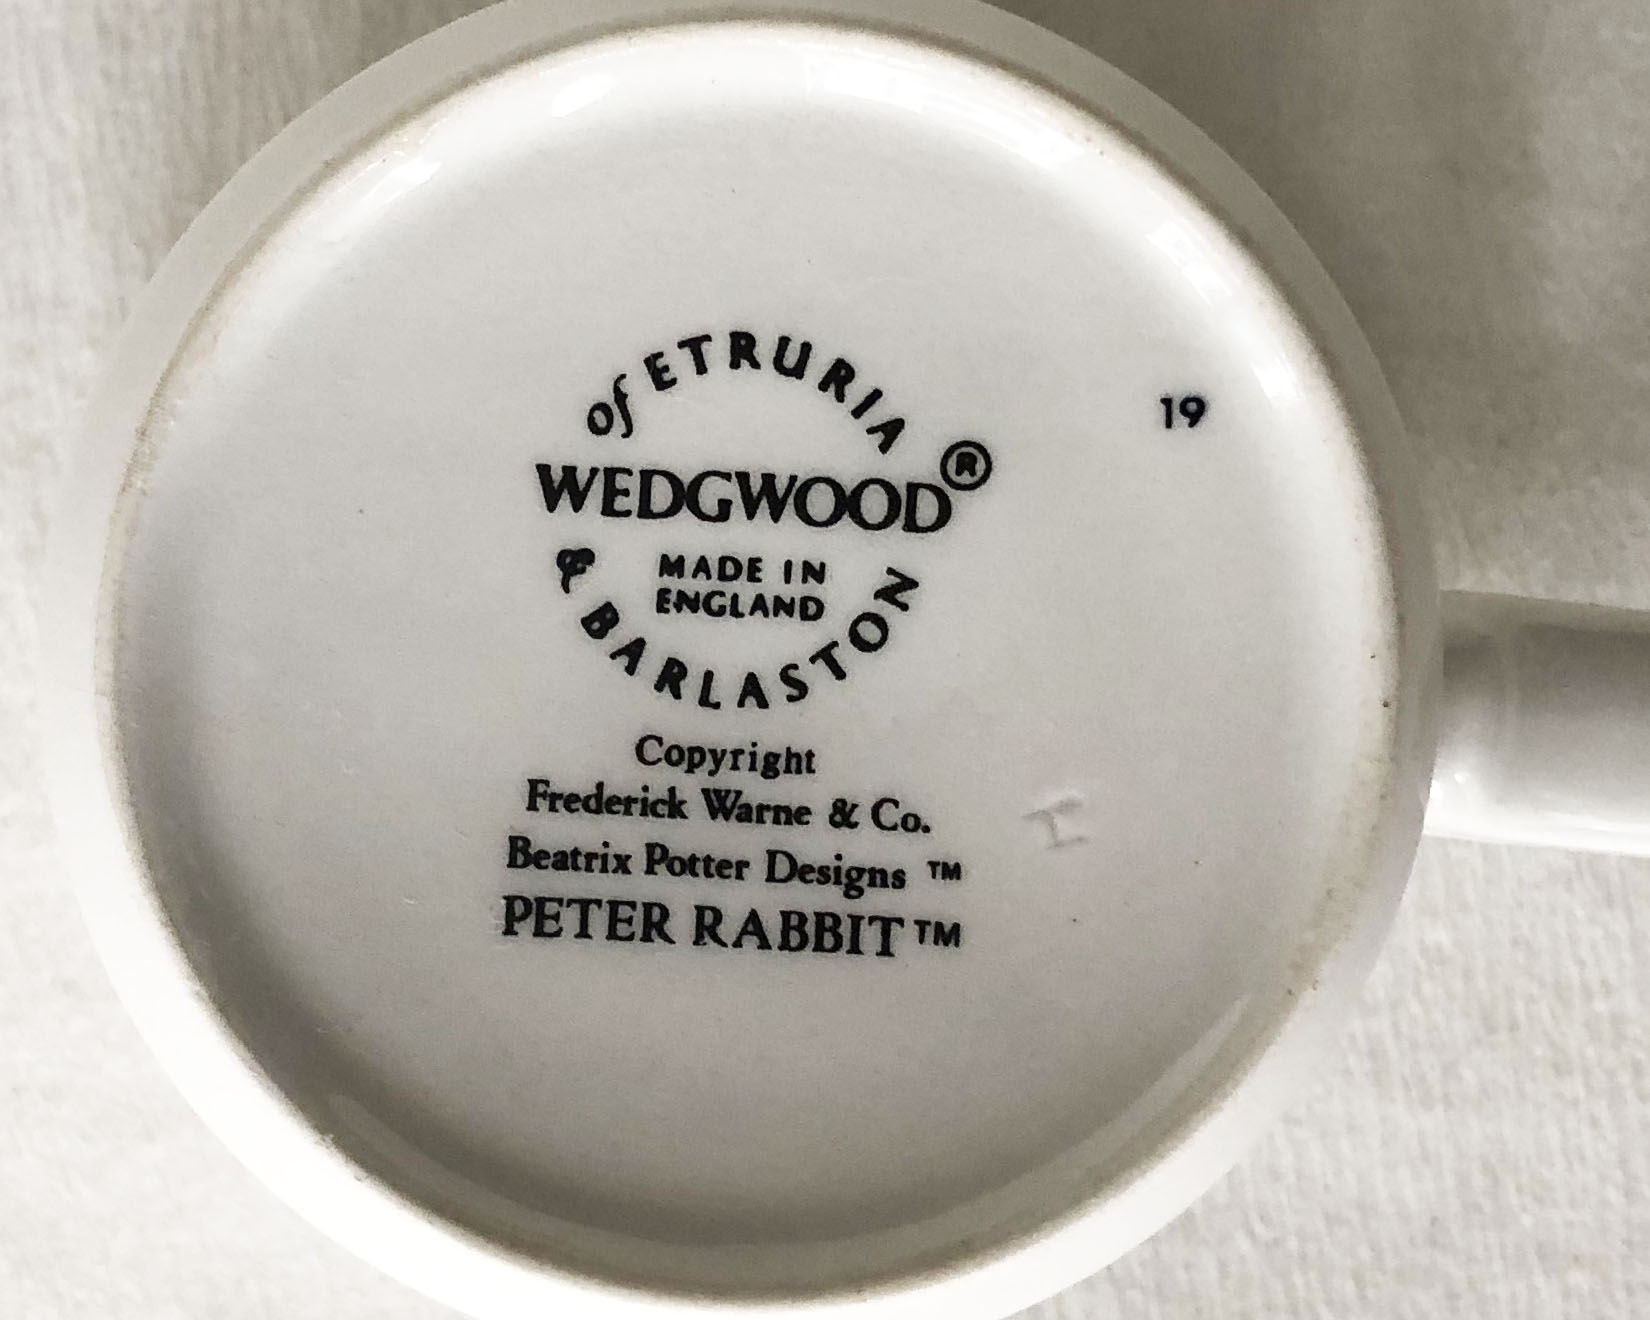 of ETRURIA
WEDGWOOD®
MADE IN
ENGLAND
& BARLASTON
19
Copyright
Frederick Warne & Co.
Beatrix Potter Designs ™
PETER RABBIT™